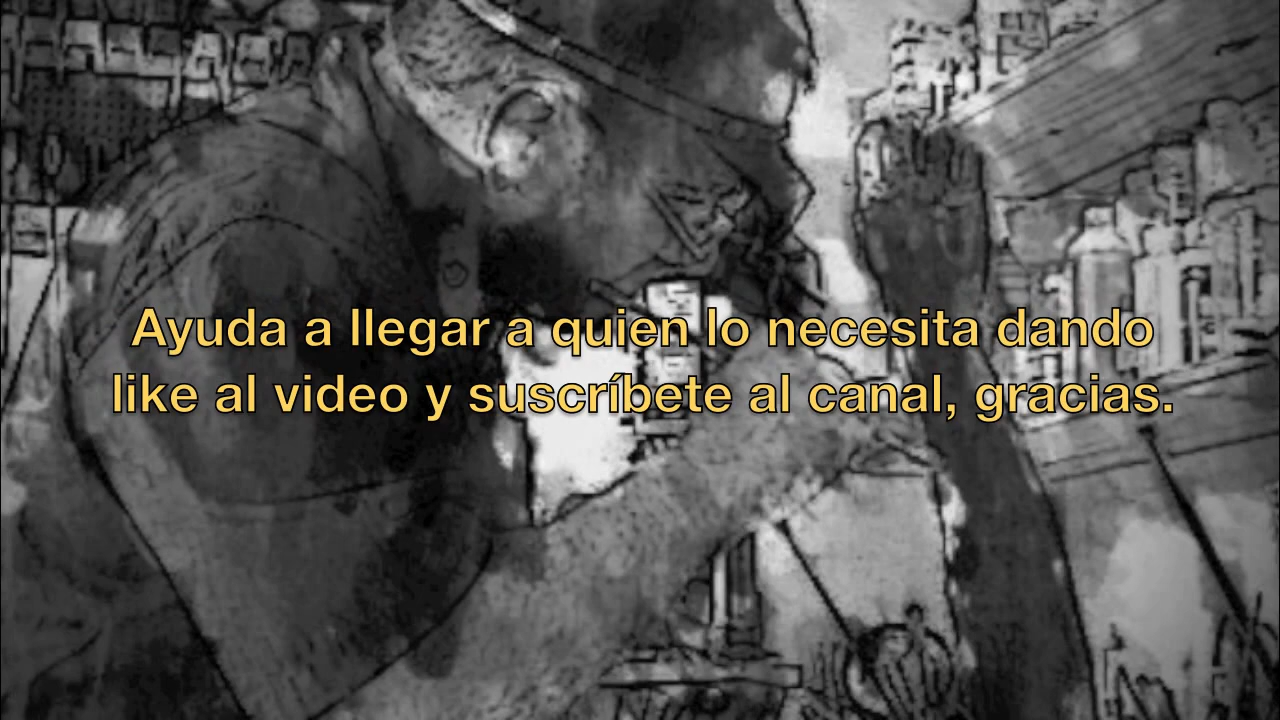 Ayuda a llegar a quien lo necesita dando
like al video y suscríbete al canal, gracias.